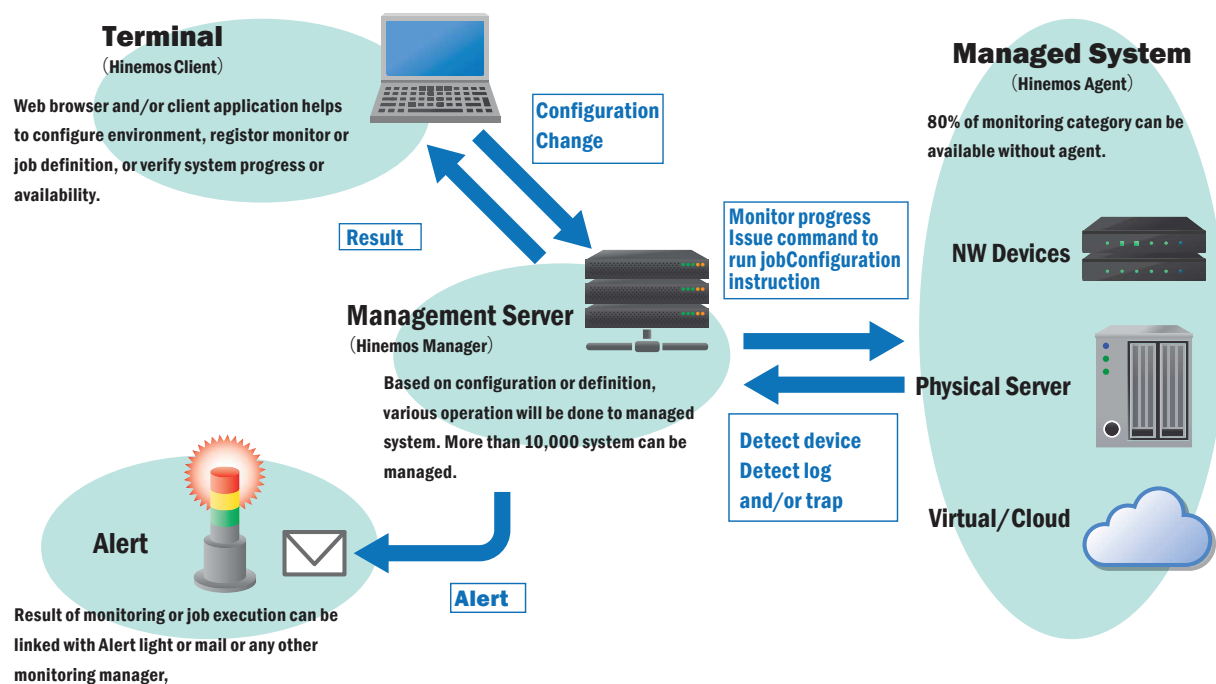 Terminal
(Hinemos Client)
Web browser and/or client application helps
to configure environment, registor monitor or
job definition, or verify system progress or
availability.
Configuration
Change
Result
Managed System
(Hinemos Agent)
80% of monitoring category can be
available without agent.
Monitor progress
Issue command to
run jobConfiguration
instruction
NW Devices
Management Server
(Hinemos Manager)
Based on configuration or definition,
various operation will be done to managed
system. More than 10,000 system can be
managed.
Physical Server
Detect device
Detect log
and/or trap
Virtual/Cloud
Alert
Alert
Result of monitoring or job execution can be
linked with Alert light or mail or any other
monitoring manager,